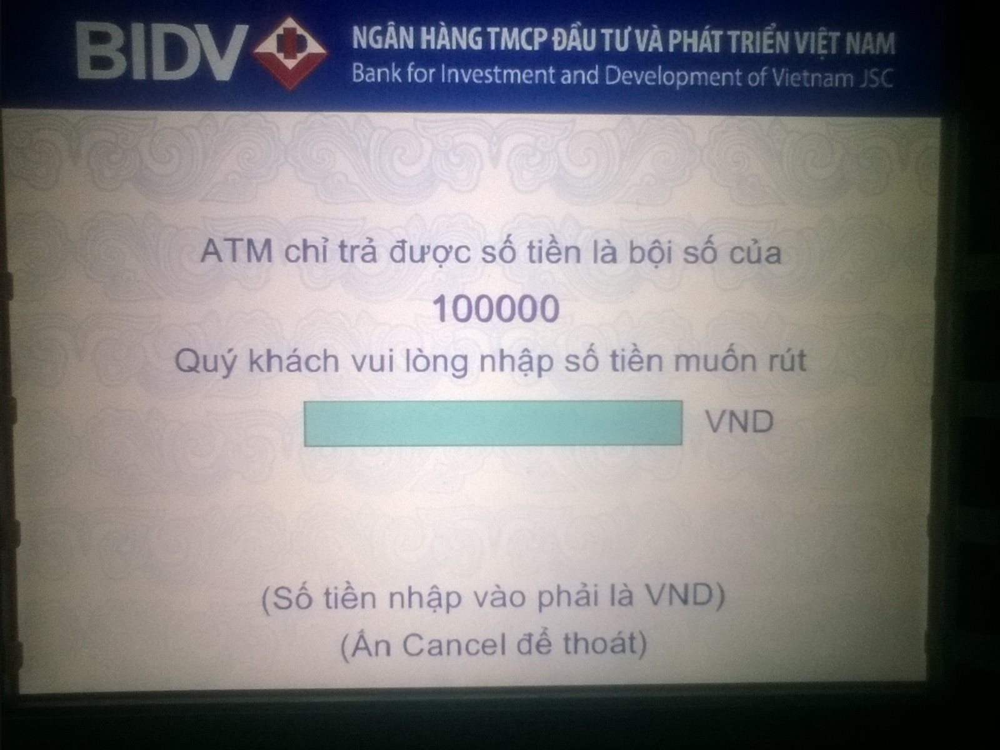 BIDV
NGÂN HÀNG TMCP ĐẦU TƯ VÀ PHÁT TRIỂN VIỆT NAM
Bank for Investment and Development of Vietnam JSC
ATM chỉ trả được số tiền là bội số của
100000
Quý khách vui lòng nhập số tiền muốn rút
VND
(Số tiền nhập vào phải là VND)
(Ấn Cancel để thoát)